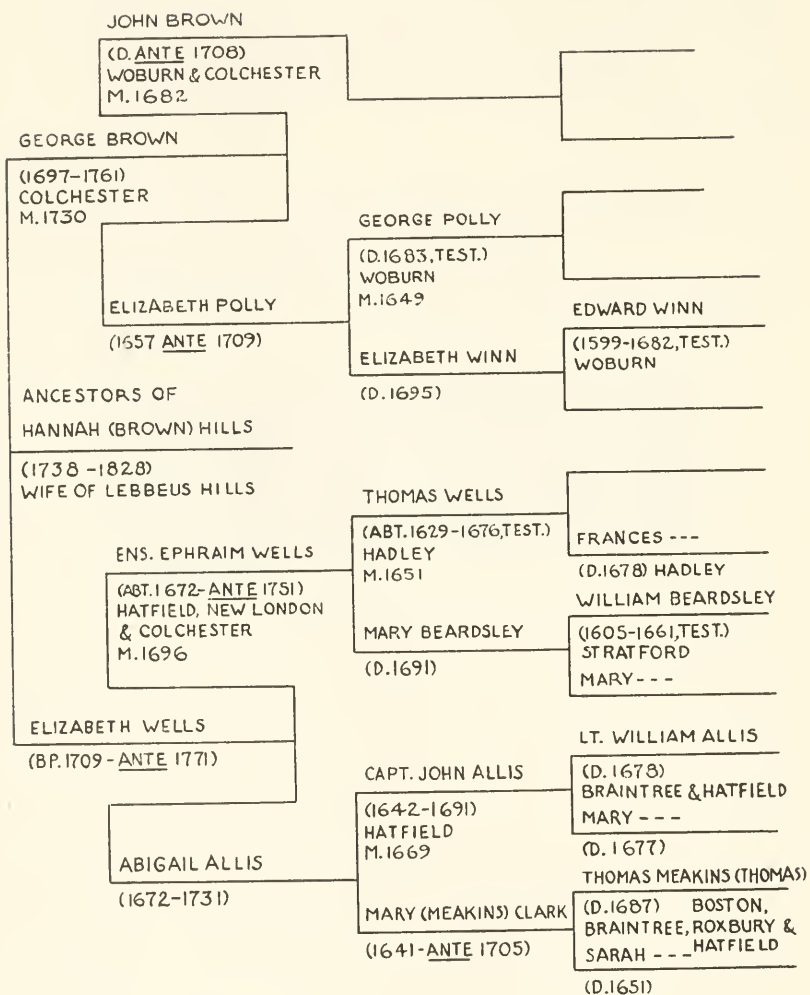 JOHN BROWN
(D. ANTE 1708)
WOBURN & COLCHESTER
M. 1682
GEORGE BROWN
(1697-1761)
COLCHESTER
M. 1730
GEORGE POLLY
(D. 1683, TEST.)
WOBURN
M. 1649
ELIZABETH POLLY
(1657 ANTE 1709)
EDWARD WINN
(1599-1682, TEST.)
WOBURN
ELIZABETH WINN
(D. 1695)
ANCESTORS OF
HANNAH (BROWN) HILLS
(1738 - 1828)
WIFE OF LEBBEUS HILLS
THOMAS WELLS
(ABT. 1629-1676, TEST.)
HADLEY
M. 1651
FRANCES ---
(D. 1678) HADLEY
ENS. EPHRAIM WELLS
(ABT. 1672- ANTE 1751)
HATFIELD, NEW LONDON
& COLCHESTER
M. 1696
WILLIAM BEARDSLEY
(1605-1661, TEST.)
STRATFORD
MARY ---
MARY BEARDSLEY
(D. 1691)
ELIZABETH WELLS
(BP. 1709 - ANTE 1771)
LT. WILLIAM ALLIS
(D. 1678)
BRAINTREE & HATFIELD
MARY ---
(D. 1677)
CAPT. JOHN ALLIS
(1642-1691)
HATFIELD
M. 1669
ABIGAIL ALLIS
(1672-1731)
THOMAS MEAKINS (THOMAS)
(D. 1687) BOSTON,
BRAINTREE, ROXBURY &
SARAH --- HATFIELD
(D. 1651)
MARY (MEAKINS) CLARK
(1641- ANTE 1705)